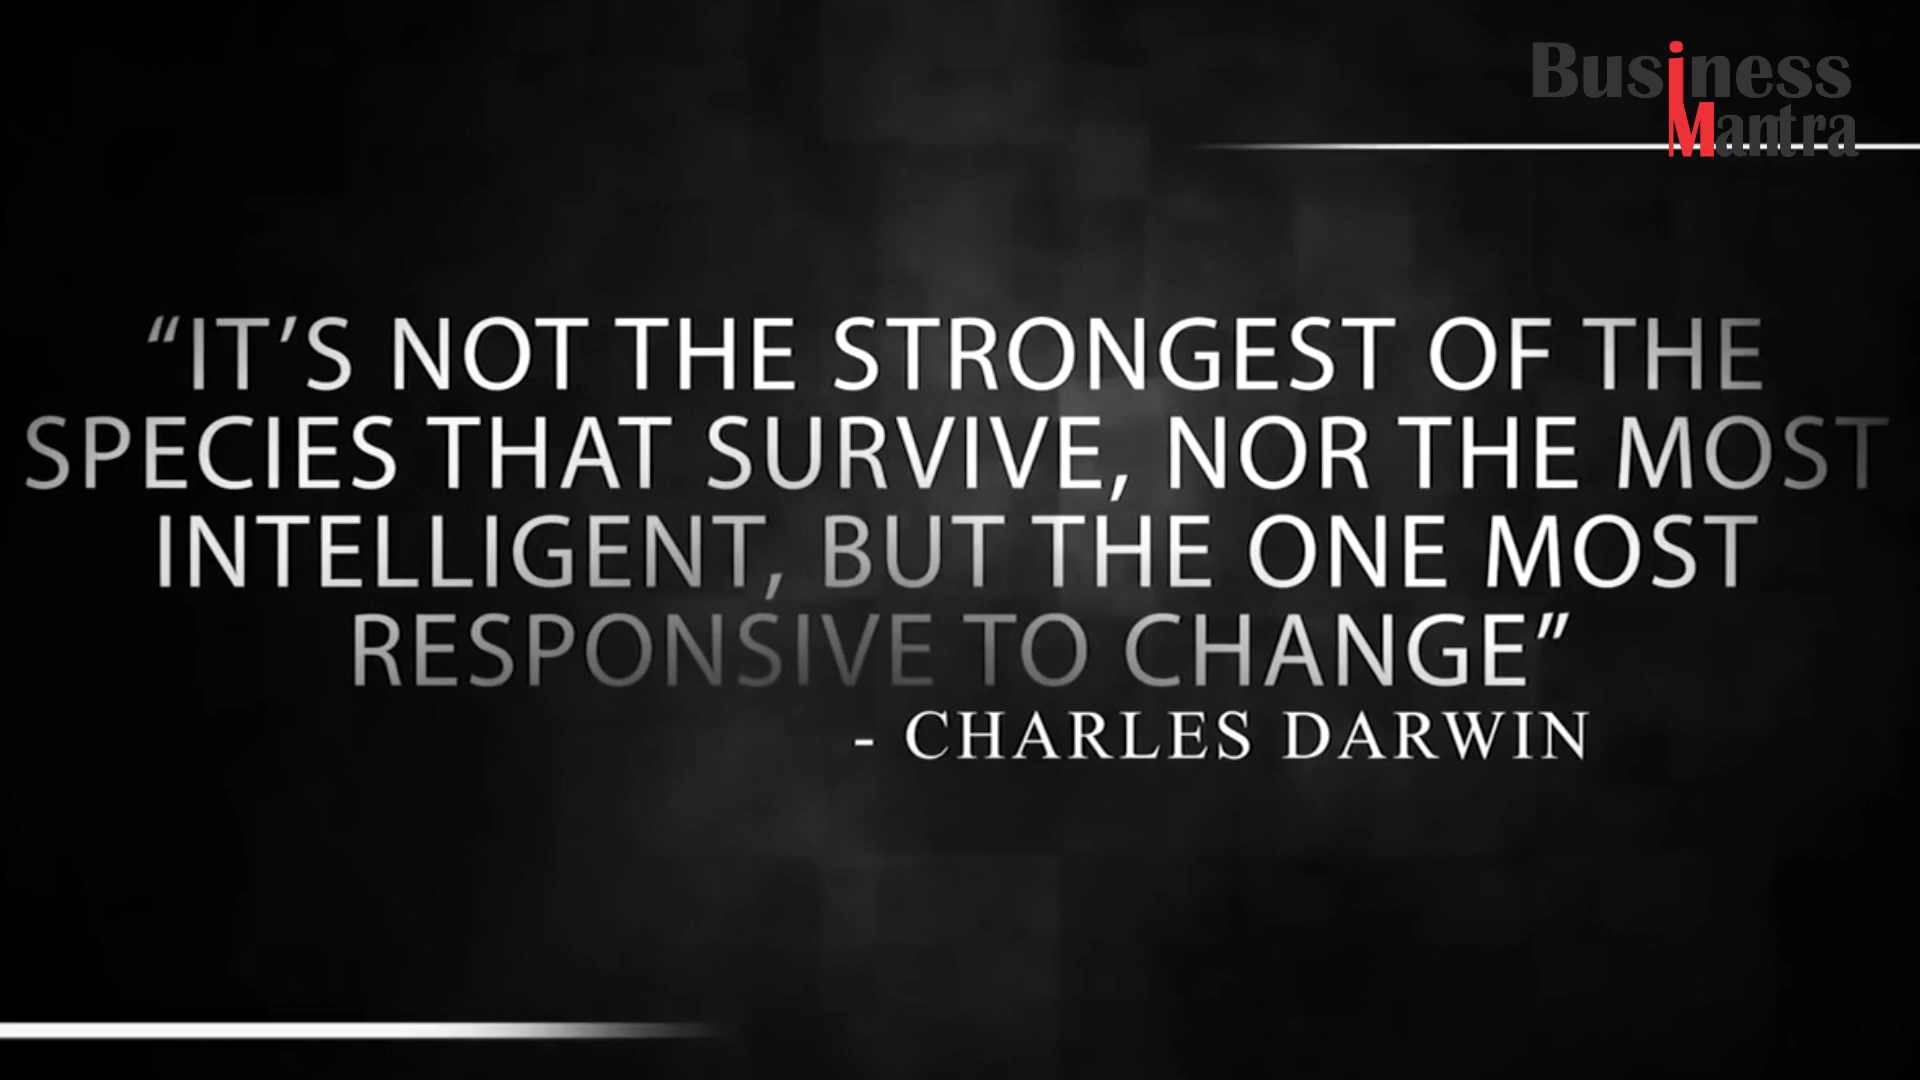 Business
Mantra
“IT’S NOT THE STRONGEST OF THE
SPECIES THAT SURVIVE, NOR THE MOST
INTELLIGENT, BUT THE ONE MOST
RESPONSIVE TO CHANGE”
- CHARLES DARWIN